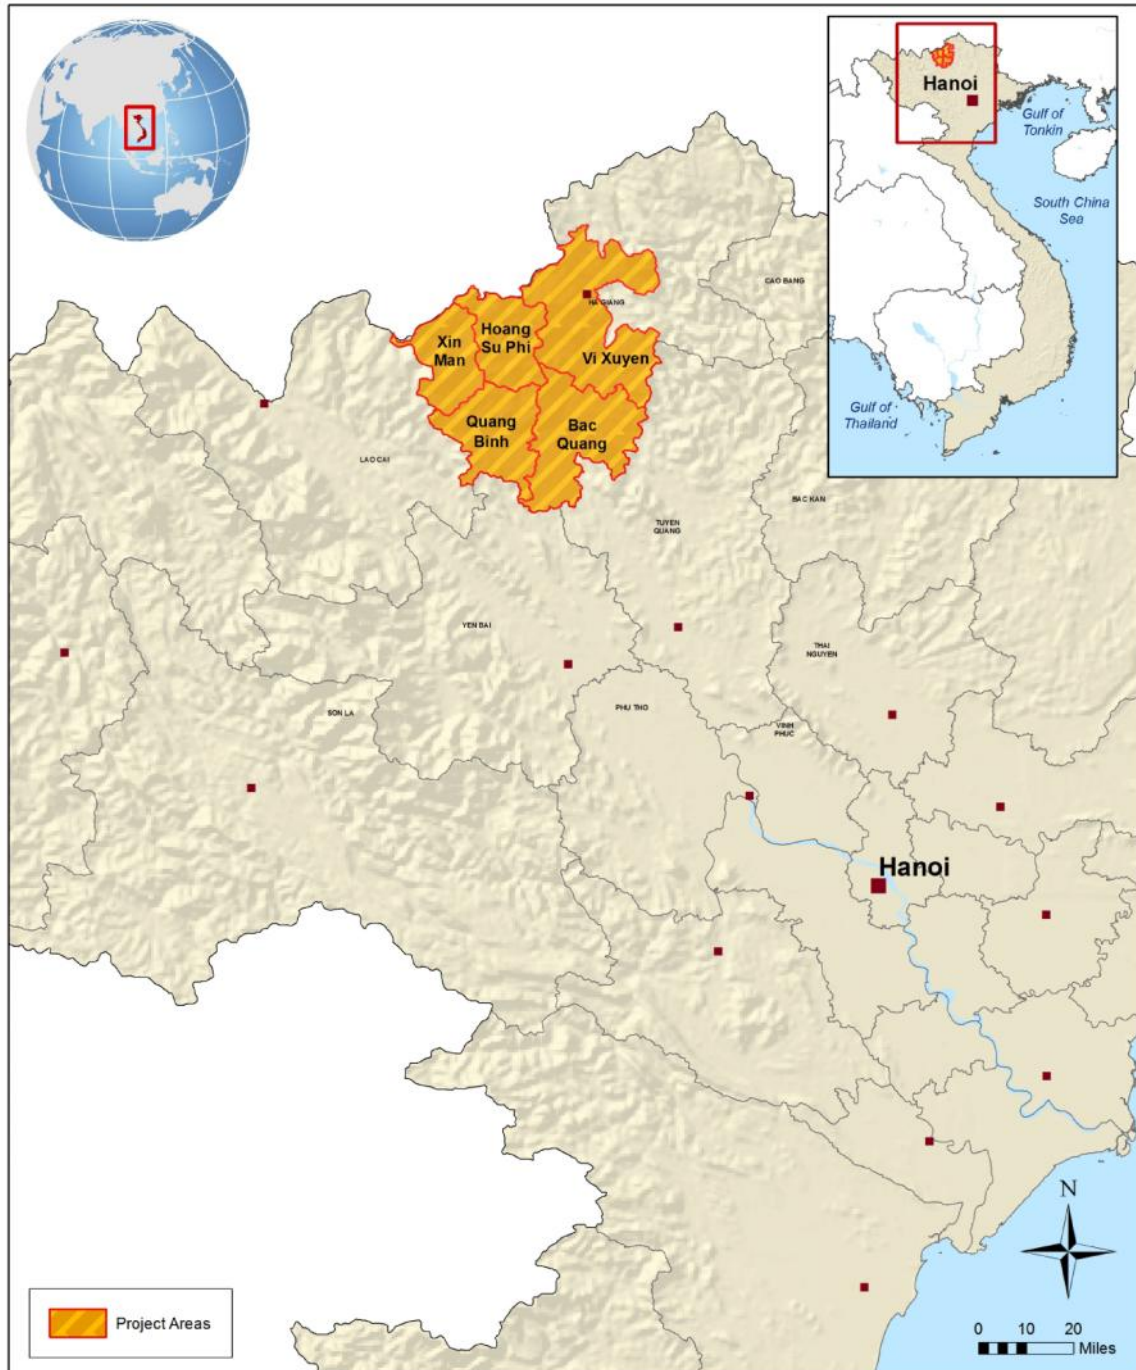 Hanoi
Gulf of
Tonkin
South China
Sea
Gulf of
Thailand
CAO BANG
HA GIANG
Xin
Man
Hoang
Su Phi
Vi Xuyen
Quang
Binh
Bac
Quang
LAO CAI
BAC KAN
TUYEN
QUANG
YEN BAI
THAI
NGUYEN
SON LA
PHU THO
VINH
PHUC
Hanoi
N
Project Areas
0 10 20
Miles